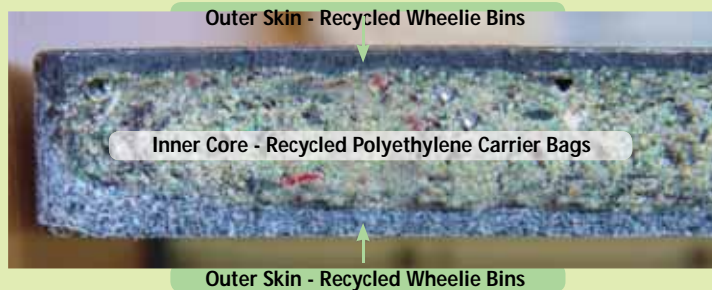 Outer Skin - Recycled Wheelie Bins
Inner Core - Recycled Polyethylene Carrier Bags
Outer Skin - Recycled Wheelie Bins